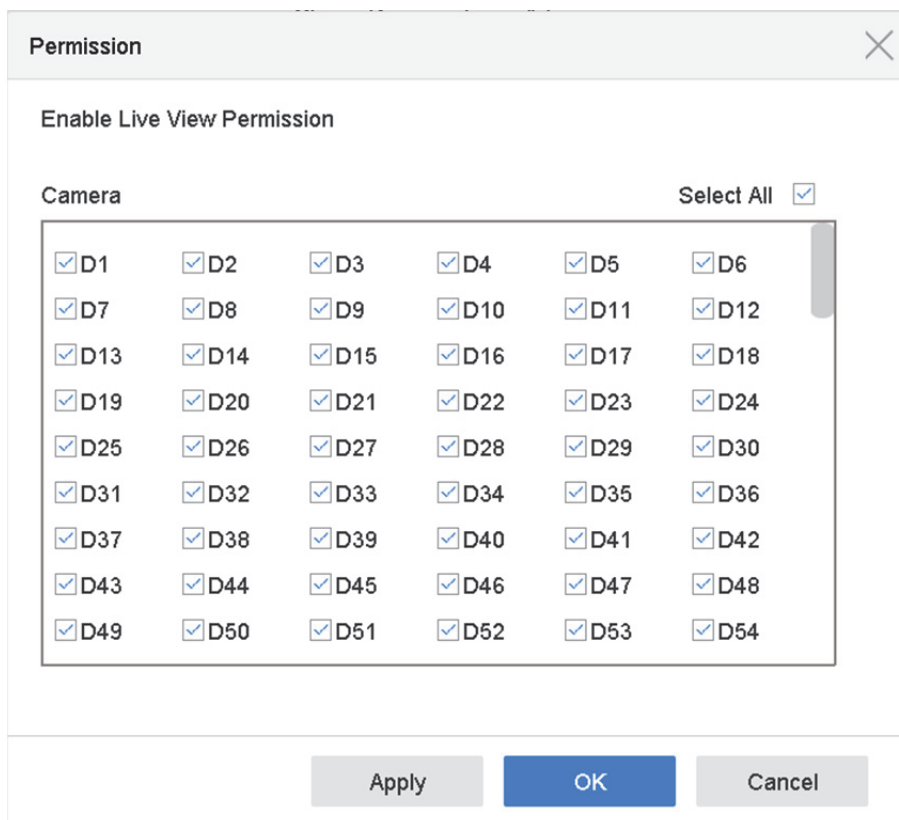 Permission
Enable Live View Permission
Camera Select All
D1 D2 D3 D4 D5 D6
D7 D8 D9 D10 D11 D12
D13 D14 D15 D16 D17 D18
D19 D20 D21 D22 D23 D24
D25 D26 D27 D28 D29 D30
D31 D32 D33 D34 D35 D36
D37 D38 D39 D40 D41 D42
D43 D44 D45 D46 D47 D48
D49 D50 D51 D52 D53 D54
Apply OK Cancel